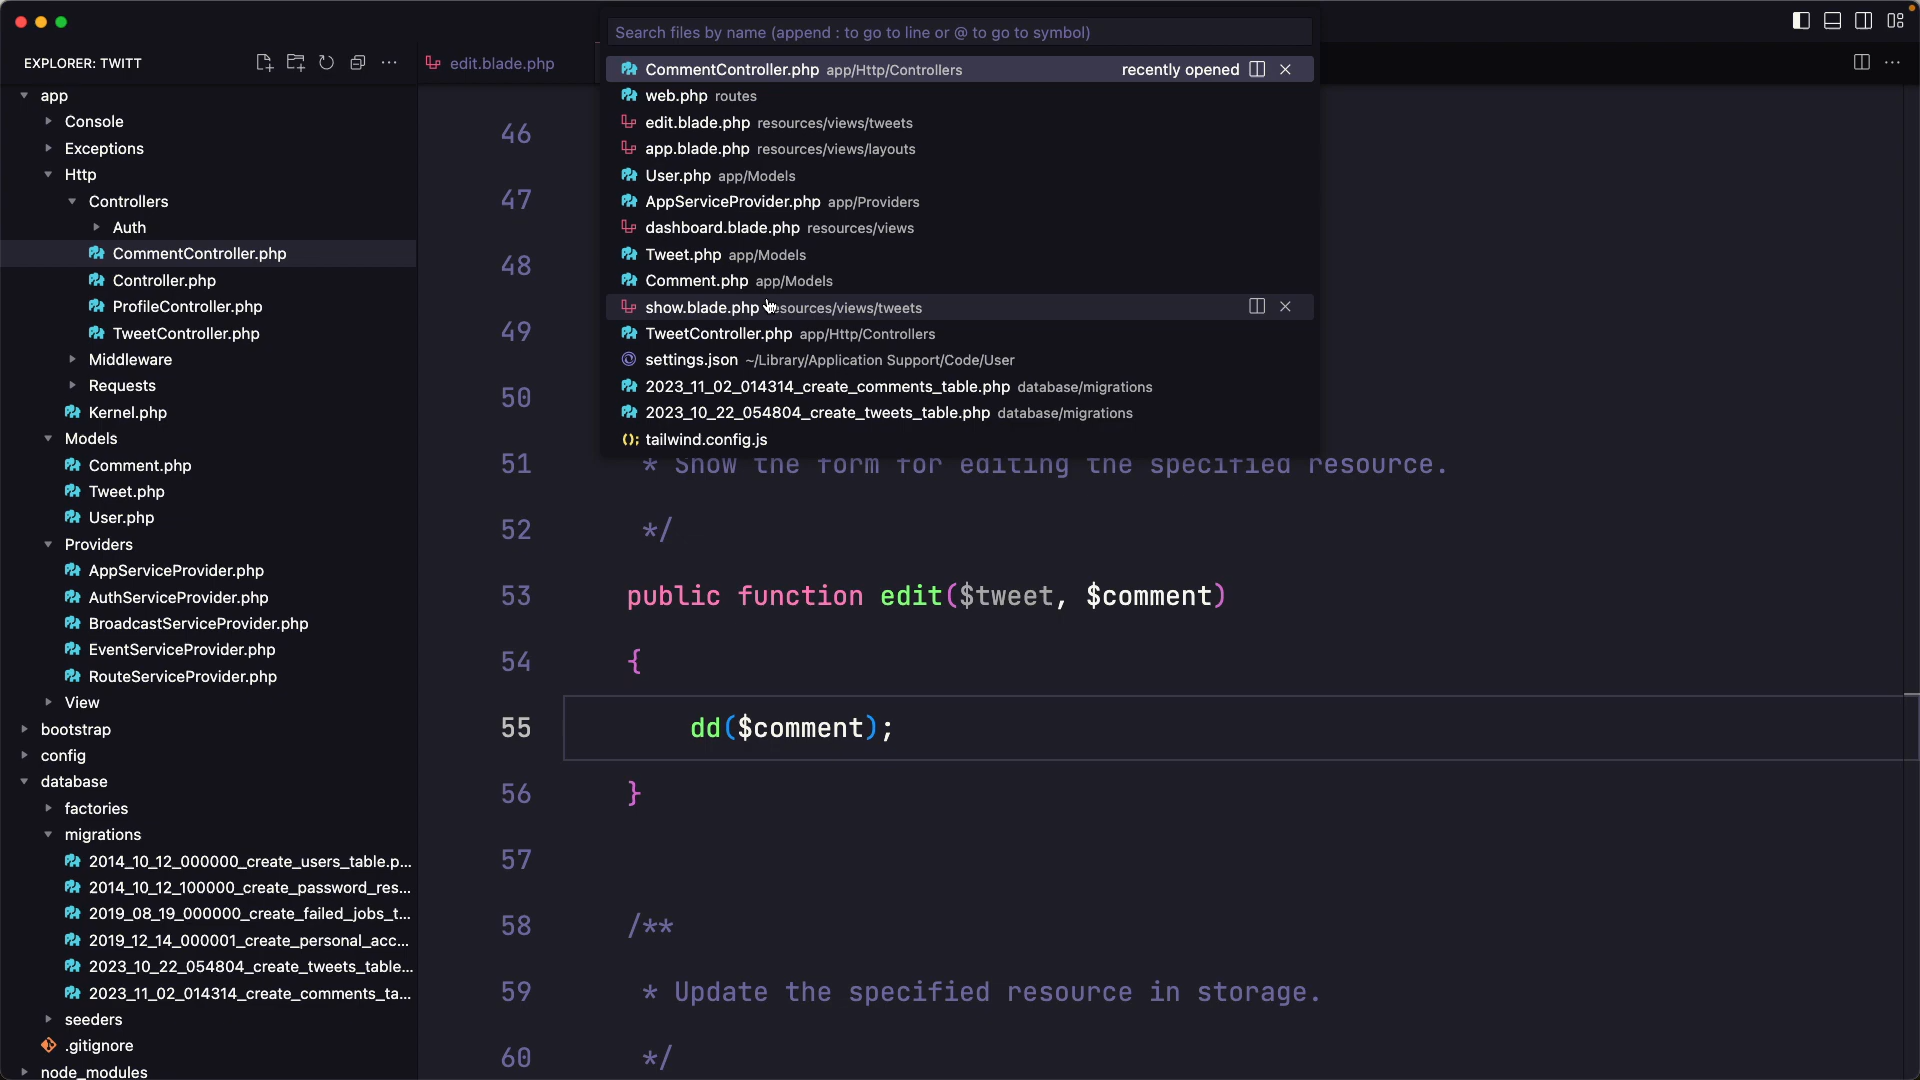 EXPLORER: TWITT
app
Console
Exceptions
Http
Controllers
Auth
CommentController.php
Controller.php
ProfileController.php
TweetController.php
Middleware
Requests
Kernel.php
Models
Comment.php
Tweet.php
User.php
Providers
AppServiceProvider.php
AuthServiceProvider.php
BroadcastServiceProvider.php
EventServiceProvider.php
RouteServiceProvider.php
View
bootstrap
config
database
factories
migrations
2014_10_12_000000_create_users_table.p...
2014_10_12_100000_create_password_res...
2019_08_19_000000_create_failed_jobs_t...
2019_12_14_000001_create_personal_acc...
2023_10_22_054804_create_tweets_table...
2023_11_02_014314_create_comments_ta...
seeders
.gitignore
node_modules
edit.blade.php
Search files by name (append : to go to line or @ to go to symbol)
CommentController.php app/Http/Controllers recently opened
web.php routes
edit.blade.php resources/views/tweets
app.blade.php resources/views/layouts
User.php app/Models
AppServiceProvider.php app/Providers
dashboard.blade.php resources/views
Tweet.php app/Models
Comment.php app/Models
show.blade.php resources/views/tweets
TweetController.php app/Http/Controllers
settings.json ~/Library/Application Support/Code/User
2023_11_02_014314_create_comments_table.php database/migrations
2023_10_22_054804_create_tweets_table.php database/migrations
tailwind.config.js
46
47
48
49
50
51 * Show the form for editing the specified resource.
52 */
53 public function edit($tweet, $comment)
54 {
55 dd($comment);
56 }
57
58 /**
59 * Update the specified resource in storage.
60 */